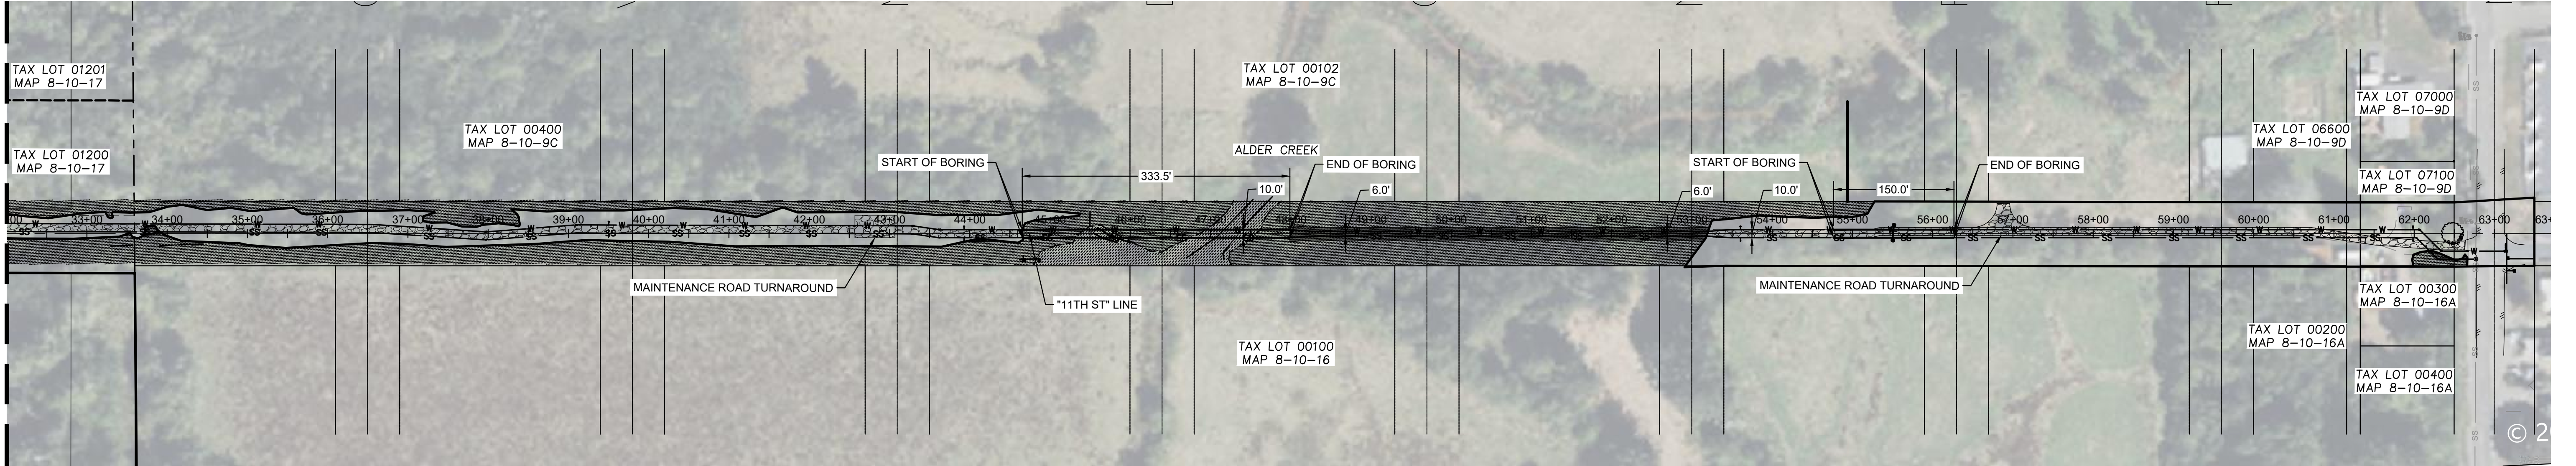 TAX LOT 01201
MAP 8-10-17
TAX LOT 01200
MAP 8-10-17
TAX LOT 00400
MAP 8-10-9C
TAX LOT 00102
MAP 8-10-9C
ALDER CREEK
START OF BORING
333.5'
END OF BORING
10.0'
6.0'
START OF BORING
END OF BORING
6.0'
10.0'
150.0'
TAX LOT 06600
MAP 8-10-9D
TAX LOT 07000
MAP 8-10-9D
TAX LOT 07100
MAP 8-10-9D
33+00 34+00 35+00 36+00 37+00 38+00 39+00 40+00 41+00 42+00 43+00 44+00 45+00 46+00 47+00 48+00 49+00 50+00 51+00 52+00 53+00 54+00 55+00 56+00 57+00 58+00 59+00 60+00 61+00 62+00 63+00
MAINTENANCE ROAD TURNAROUND
"11TH ST" LINE
MAINTENANCE ROAD TURNAROUND
TAX LOT 00100
MAP 8-10-16
TAX LOT 00300
MAP 8-10-16A
TAX LOT 00200
MAP 8-10-16A
TAX LOT 00400
MAP 8-10-16A
SS
SS
SS
© 2